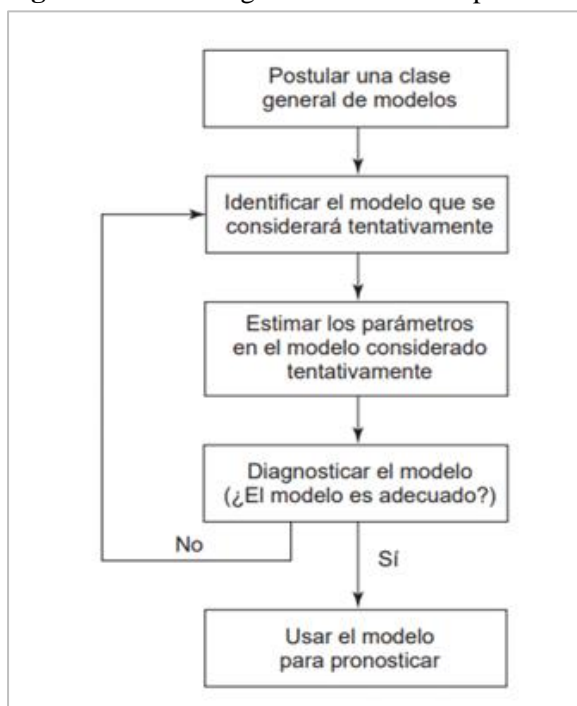 Postular una clase
general de modelos
Identificar el modelo que se
considerará tentativamente
Estimar los parámetros
en el modelo considerado
tentativamente
Diagnosticar el modelo
(¿El modelo es adecuado?)
No
Sí
Usar el modelo
para pronosticar